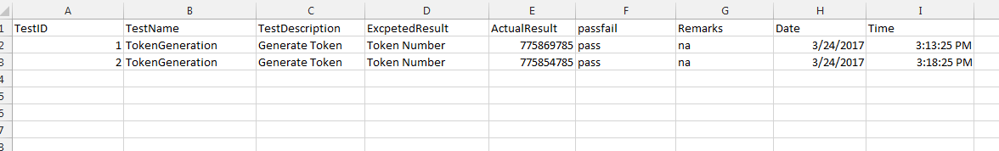 A B C D E F G H I
1 TestID TestName TestDescription ExcpetedResult ActualResult passfail Remarks Date Time
2 1 TokenGeneration Generate Token Token Number 775869785 pass na 3/24/2017 3:13:25 PM
3 2 TokenGeneration Generate Token Token Number 775854785 pass na 3/24/2017 3:18:25 PM
4
5
6
7
8